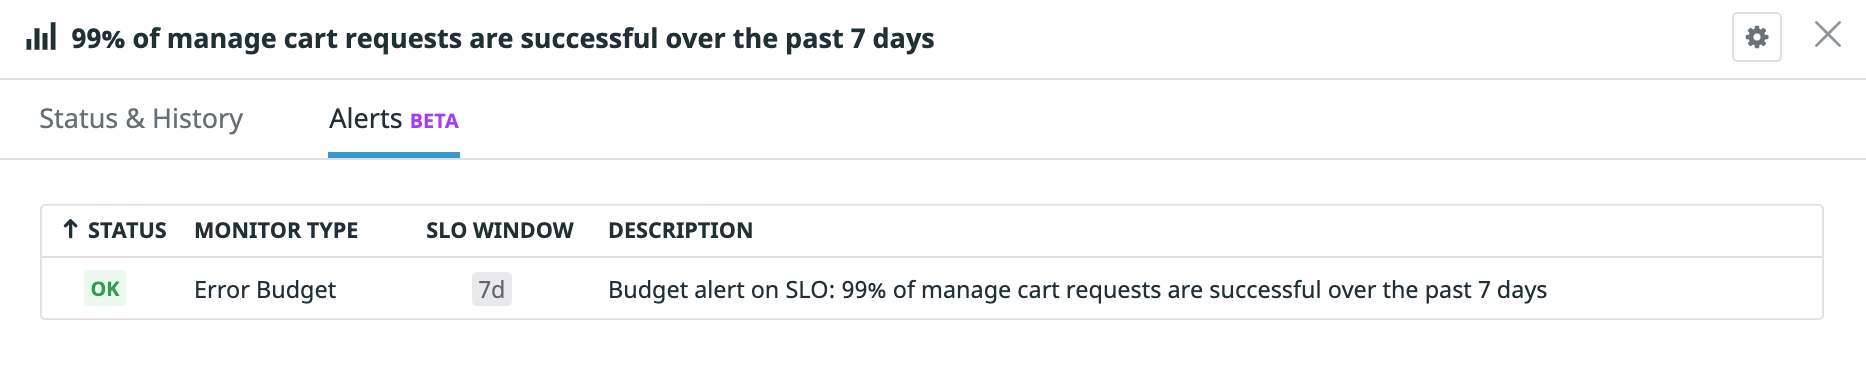 99% of manage cart requests are successful over the past 7 days
Status & History Alerts BETA
↑ STATUS MONITOR TYPE SLO WINDOW DESCRIPTION
OK Error Budget 7d Budget alert on SLO: 99% of manage cart requests are successful over the past 7 days